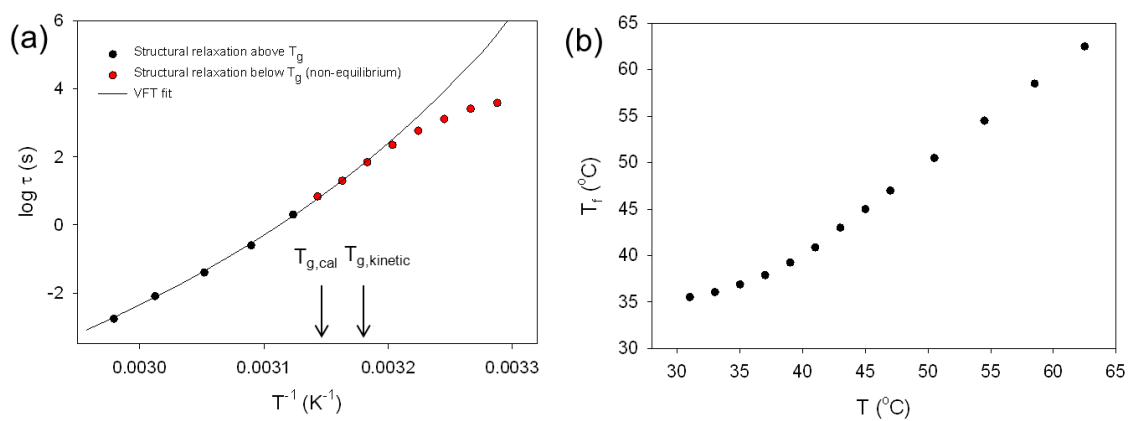 (a)
6
4
2
0
-2
log τ (s)
Structural relaxation above Tg
Structural relaxation below Tg (non-equilibrium)
VFT fit
Tg,cal Tg,kinetic
0.0030 0.0031 0.0032 0.0033
T-1 (K-1)
(b)
65
60
55
50
45
40
35
30
Tf (oC)
30 35 40 45 50 55 60 65
T (oC)